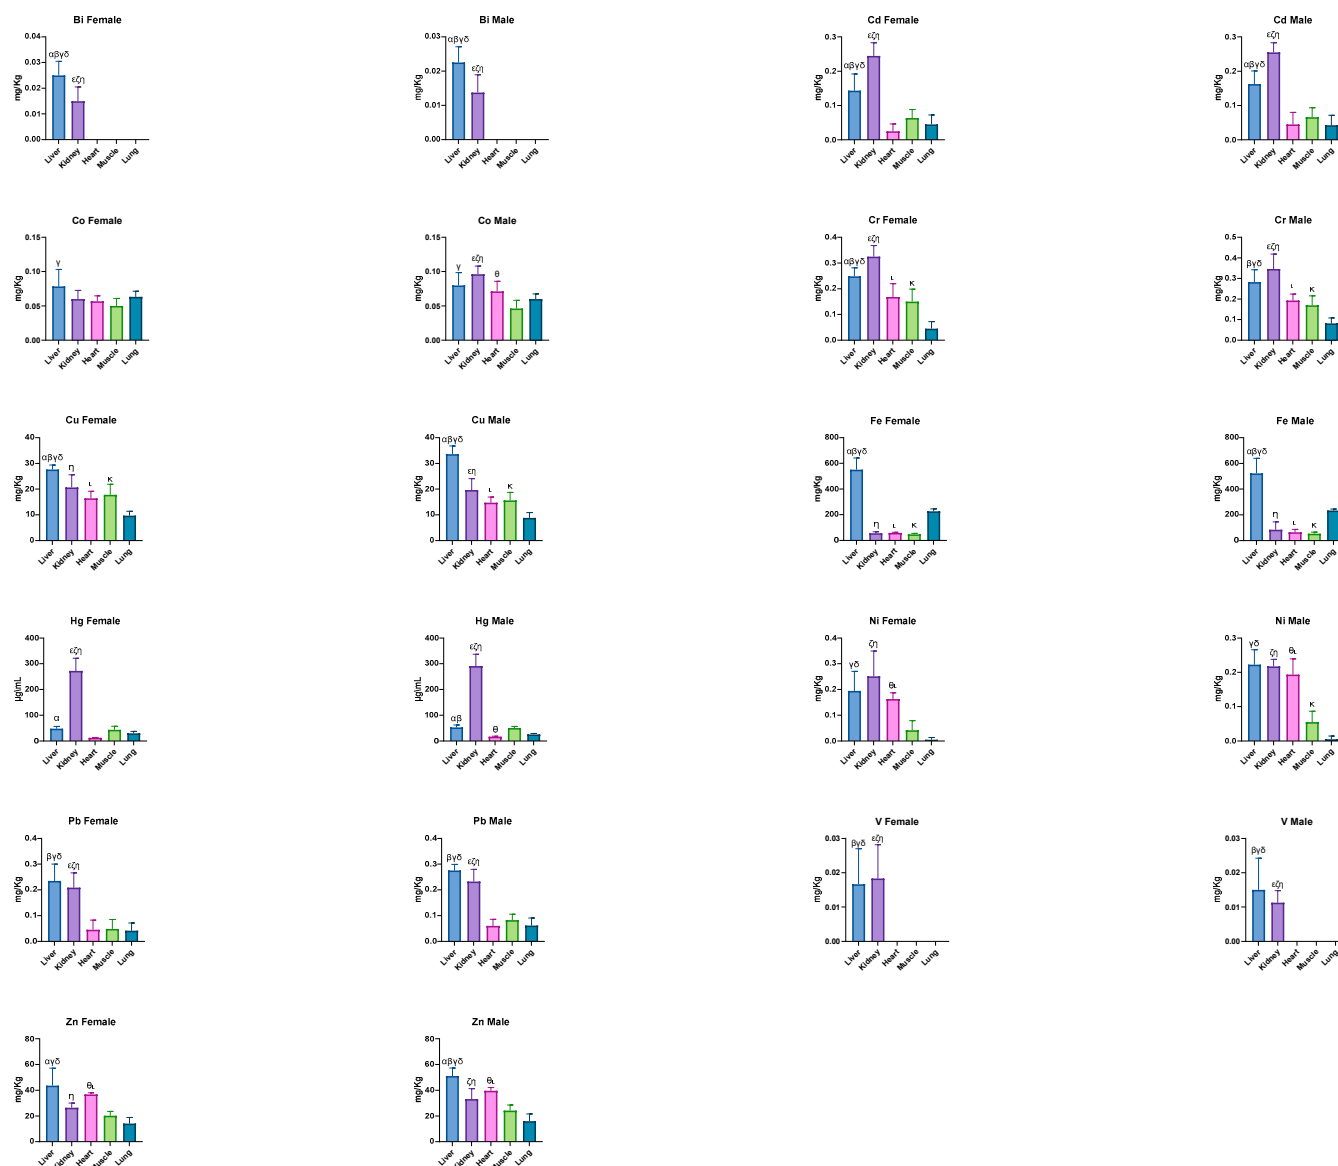 Bi Female
Bi Male
Cd Female
Cd Male
0.04
0.03
0.02
0.01
0.00
mg/Kg
αβγδ
εζη
Liver
Kidney
Heart
Muscle
Lung
0.03
0.02
0.01
0.00
mg/Kg
αβγδ
εζη
Liver
Kidney
Heart
Muscle
Lung
0.3
0.2
0.1
0.0
mg/Kg
αβγδ
εζη
Liver
Kidney
Heart
Muscle
Lung
0.3
0.2
0.1
0.0
mg/Kg
αβγδ
εζη
Liver
Kidney
Heart
Muscle
Lung
Co Female
Co Male
Cr Female
Cr Male
0.15
0.10
0.05
0.00
mg/Kg
γ
Liver
Kidney
Heart
Muscle
Lung
0.15
0.10
0.05
0.00
mg/Kg
γ
εζη
θ
Liver
Kidney
Heart
Muscle
Lung
0.4
0.3
0.2
0.1
0.0
mg/Kg
αβγδ
εζη
ι
κ
Liver
Kidney
Heart
Muscle
Lung
0.5
0.4
0.3
0.2
0.1
0.0
mg/Kg
βγδ
εζη
ι
κ
Liver
Kidney
Heart
Muscle
Lung
Cu Female
Cu Male
Fe Female
Fe Male
40
30
20
10
0
mg/Kg
αβγδ
η
ι
κ
Liver
Kidney
Heart
Muscle
Lung
40
30
20
10
0
mg/Kg
αβγδ
εη
ι
κ
Liver
Kidney
Heart
Muscle
Lung
800
600
400
200
0
mg/Kg
αβγδ
η
ι
κ
Liver
Kidney
Heart
Muscle
Lung
800
600
400
200
0
mg/Kg
αβγδ
η
ι
κ
Liver
Kidney
Heart
Muscle
Lung
Hg Female
Hg Male
Ni Female
Ni Male
400
300
200
100
0
µg/mL
α
εζη
Liver
Kidney
Heart
Muscle
Lung
400
300
200
100
0
µg/mL
αβ
εζη
θ
Liver
Kidney
Heart
Muscle
Lung
0.4
0.3
0.2
0.1
0.0
mg/Kg
γδ
ζη
θι
Liver
Kidney
Heart
Muscle
Lung
0.3
0.2
0.1
0.0
mg/Kg
γδ
ζη
θι
κ
Liver
Kidney
Heart
Muscle
Lung
Pb Female
Pb Male
V Female
V Male
0.4
0.3
0.2
0.1
0.0
mg/Kg
βγδ
εζη
Liver
Kidney
Heart
Muscle
Lung
0.4
0.3
0.2
0.1
0.0
mg/Kg
βγδ
εζη
Liver
Kidney
Heart
Muscle
Lung
0.03
0.02
0.01
0.00
mg/Kg
βγδ
εζη
Liver
Kidney
Heart
Muscle
Lung
0.03
0.02
0.01
0.00
mg/Kg
βγδ
εζη
Liver
Kidney
Heart
Muscle
Lung
Zn Female
Zn Male
80
60
40
20
0
mg/Kg
αγδ
η
θι
Liver
Kidney
Heart
Muscle
Lung
80
60
40
20
0
mg/Kg
αβγδ
ζη
θι
Liver
Kidney
Heart
Muscle
Lung